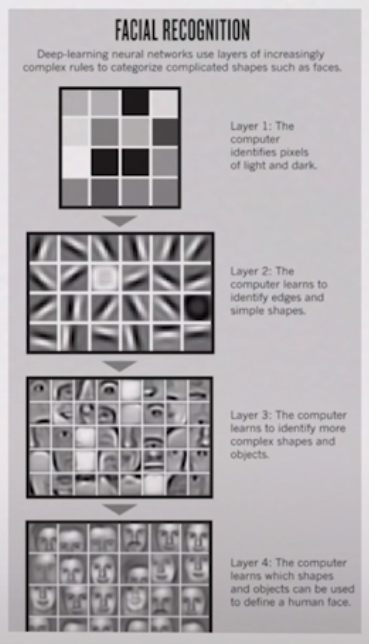 FACIAL RECOGNITION
Deep-learning neural networks use layers of increasingly
complex rules to categorize complicated shapes such as faces.
Layer 1: The
computer
identifies pixels
of light and dark.
Layer 2: The
computer learns to
identify edges and
simple shapes.
Layer 3: The computer
learns to identify more
complex shapes and
objects.
Layer 4: The computer
learns which shapes
and objects can be used
to define a human face.